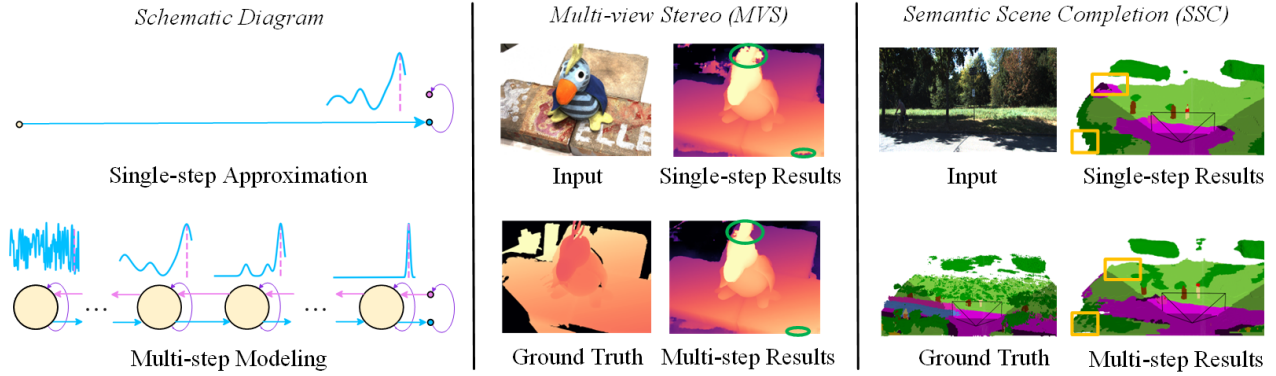 Schematic Diagram
Single-step Approximation
...
...
...
Multi-step Modeling
Multi-view Stereo (MVS)
ELLE
Input
Single-step Results
Ground Truth
Multi-step Results
Semantic Scene Completion (SSC)
Input
Single-step Results
Ground Truth
Multi-step Results